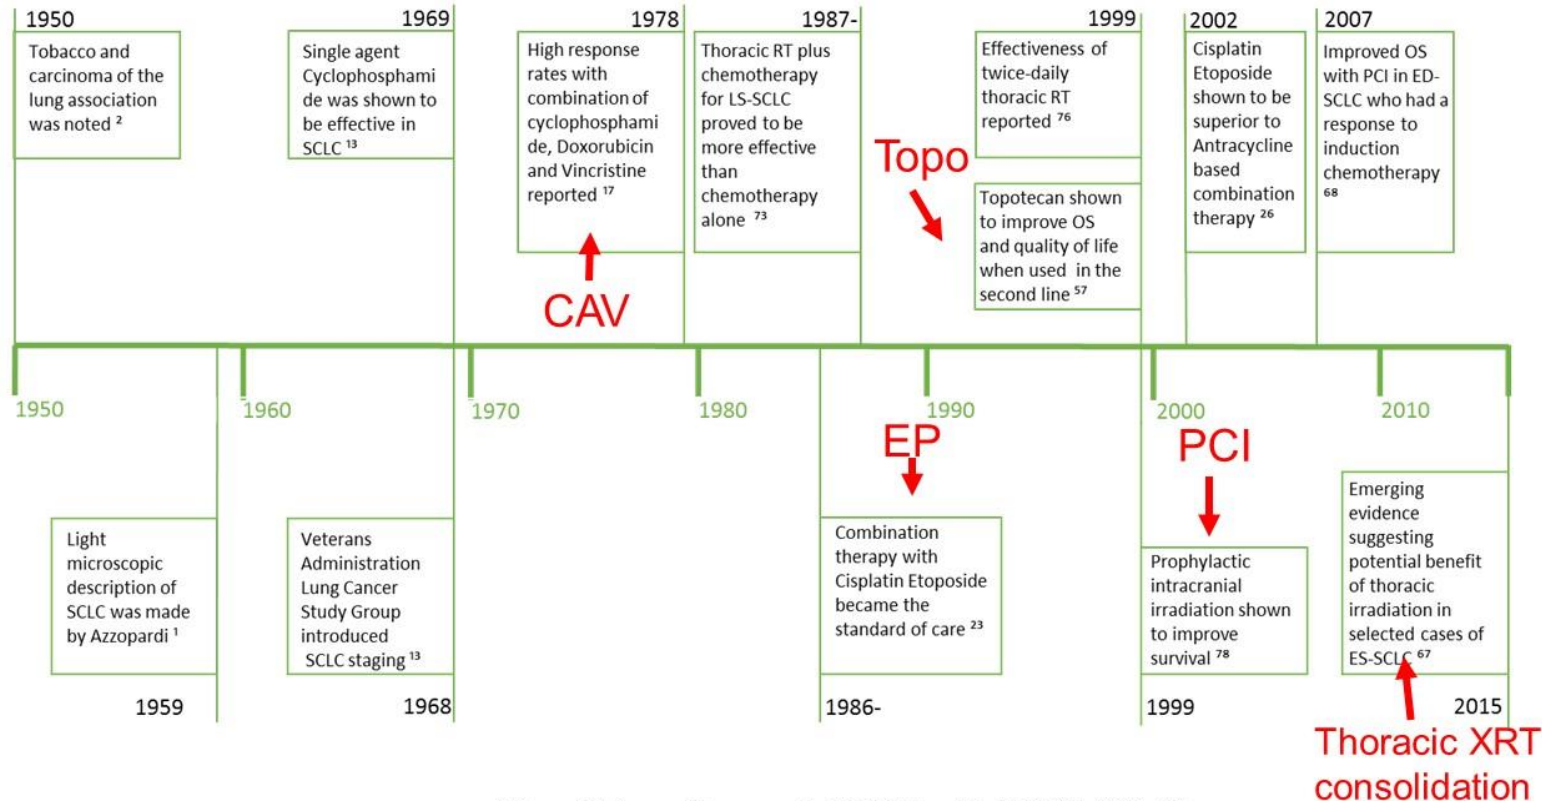 1950
Tobacco and
carcinoma of the
lung association
was noted ²
1969
Single agent
Cyclophosphami
de was shown to
be effective in
SCLC ¹³
1978
High response
rates with
combination of
cyclophosphami
de, Doxorubicin
and Vincristine
reported ¹⁷
CAV
1987-
Thoracic RT plus
chemotherapy
for LS-SCLC
proved to be
more effective
than
chemotherapy
alone ⁷³
Topo
1999
Effectiveness of
twice-daily
thoracic RT
reported ⁷⁶
Topotecan shown
to improve OS
and quality of life
when used in the
second line ⁵⁷
2002
Cisplatin
Etoposide
shown to be
superior to
Antracycline
based
combination
therapy ²⁶
2007
Improved OS
with PCI in ED-
SCLC who had a
response to
induction
chemotherapy
⁶⁸
1950
1960
1970
1980
1990
2000
2010
Light
microscopic
description of
SCLC was made
by Azzopardi ¹
1959
Veterans
Administration
Lung Cancer
Study Group
introduced
SCLC staging ¹³
1968
EP
Combination
therapy with
Cisplatin Etoposide
became the
standard of care ²³
1986-
PCI
Prophylactic
intracranial
irradiation shown
to improve
survival ⁷⁸
1999
Emerging
evidence
suggesting
potential benefit
of thoracic
irradiation in
selected cases of
ES-SCLC ⁶⁷
2015
Thoracic XRT
consolidation